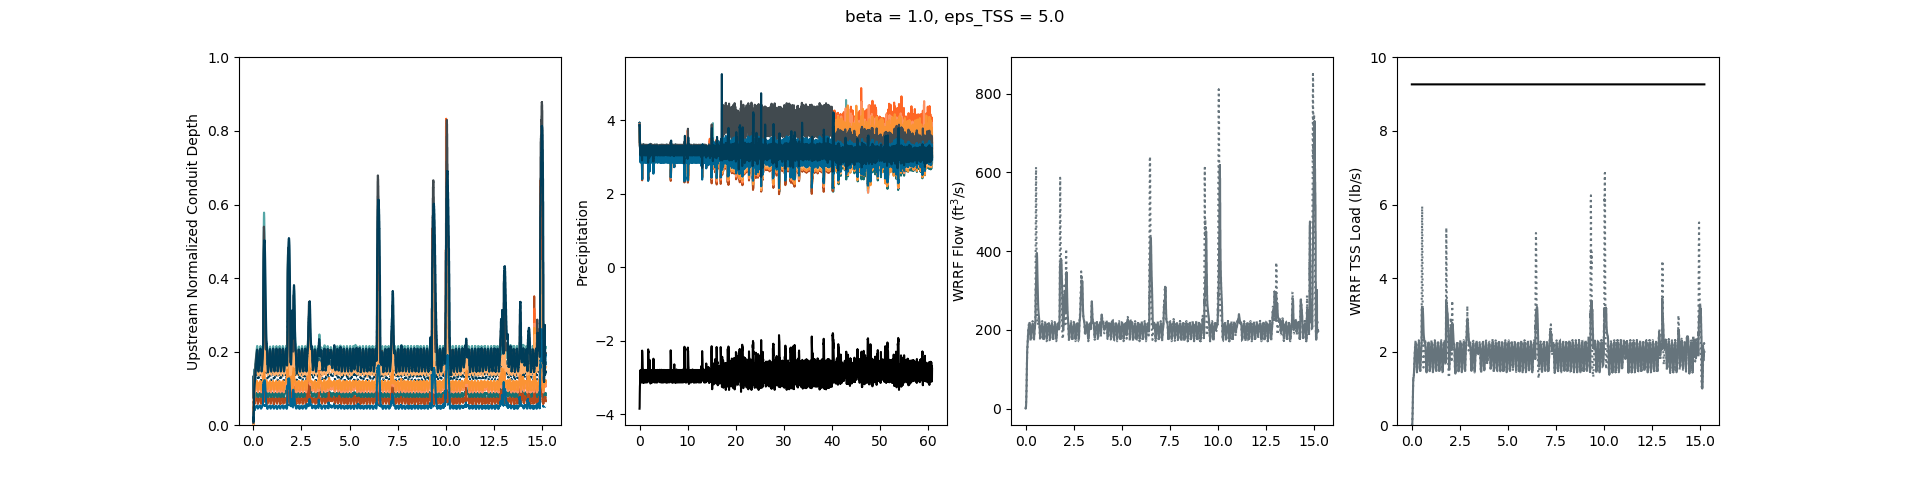 beta = 1.0, eps_TSS = 5.0
Upstream Normalized Conduit Depth
1.0
0.8
0.6
0.4
0.2
0.0
0.0 2.5 5.0 7.5 10.0 12.5 15.0
Precipitation
4
2
0
−2
−4
0 10 20 30 40 50 60
WRRF Flow (ft³/s)
800
600
400
200
0
0.0 2.5 5.0 7.5 10.0 12.5 15.0
WRRF TSS Load (lb/s)
10
8
6
4
2
0
0.0 2.5 5.0 7.5 10.0 12.5 15.0